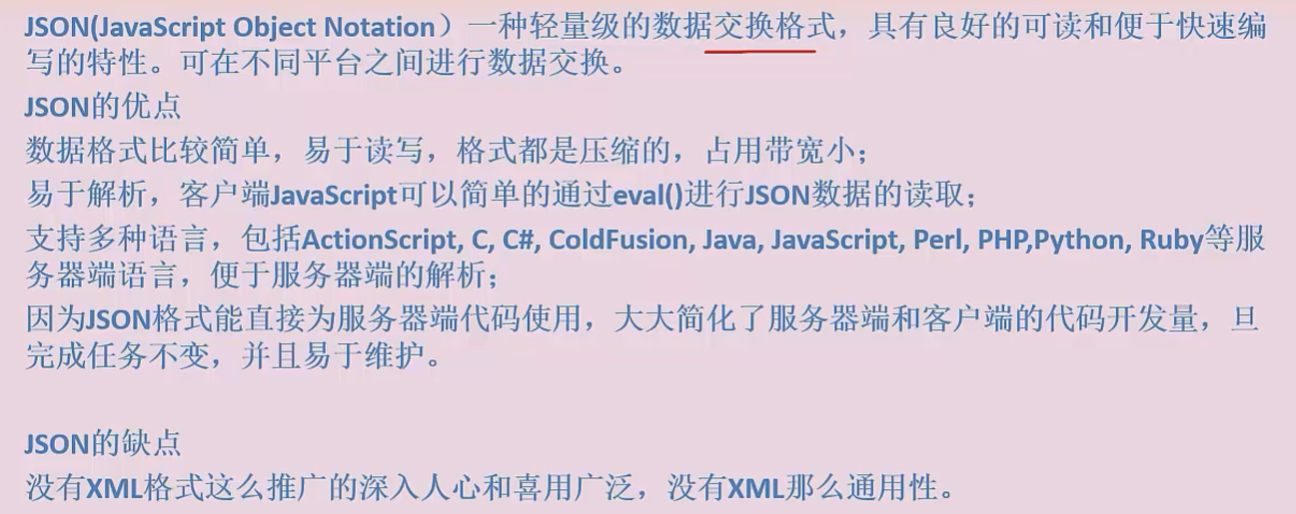 JSON(JavaScript Object Notation）一种轻量级的数据交换格式，具有良好的可读和便于快速编
写的特性。可在不同平台之间进行数据交换。
JSON的优点
数据格式比较简单，易于读写，格式都是压缩的，占用带宽小；
易于解析，客户端JavaScript可以简单的通过eval()进行JSON数据的读取；
支持多种语言，包括ActionScript, C, C#, ColdFusion, Java, JavaScript, Perl, PHP,Python, Ruby等服
务器端语言，便于服务器端的解析；
因为JSON格式能直接为服务器端代码使用，大大简化了服务器端和客户端的代码开发量，旦
完成任务不变，并且易于维护。
JSON的缺点
没有XML格式这么推广的深入人心和喜用广泛，没有XML那么通用性。